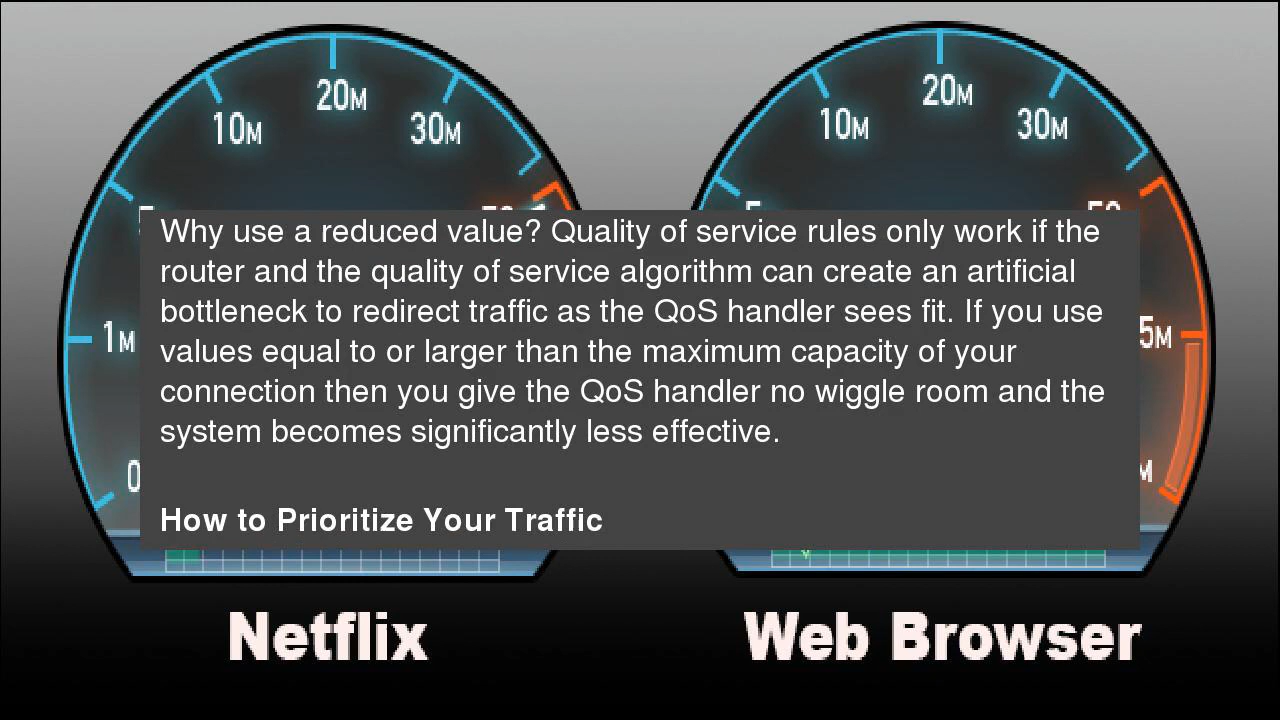 20M
20M
10M
30M
10M
30M
Why use a reduced value? Quality of service rules only work if the
router and the quality of service algorithm can create an artificial
bottleneck to redirect traffic as the QoS handler sees fit. If you use
values equal to or larger than the maximum capacity of your
connection then you give the QoS handler no wiggle room and the
system becomes significantly less effective.
1M
5M
0
M
How to Prioritize Your Traffic
Netflix
Web Browser